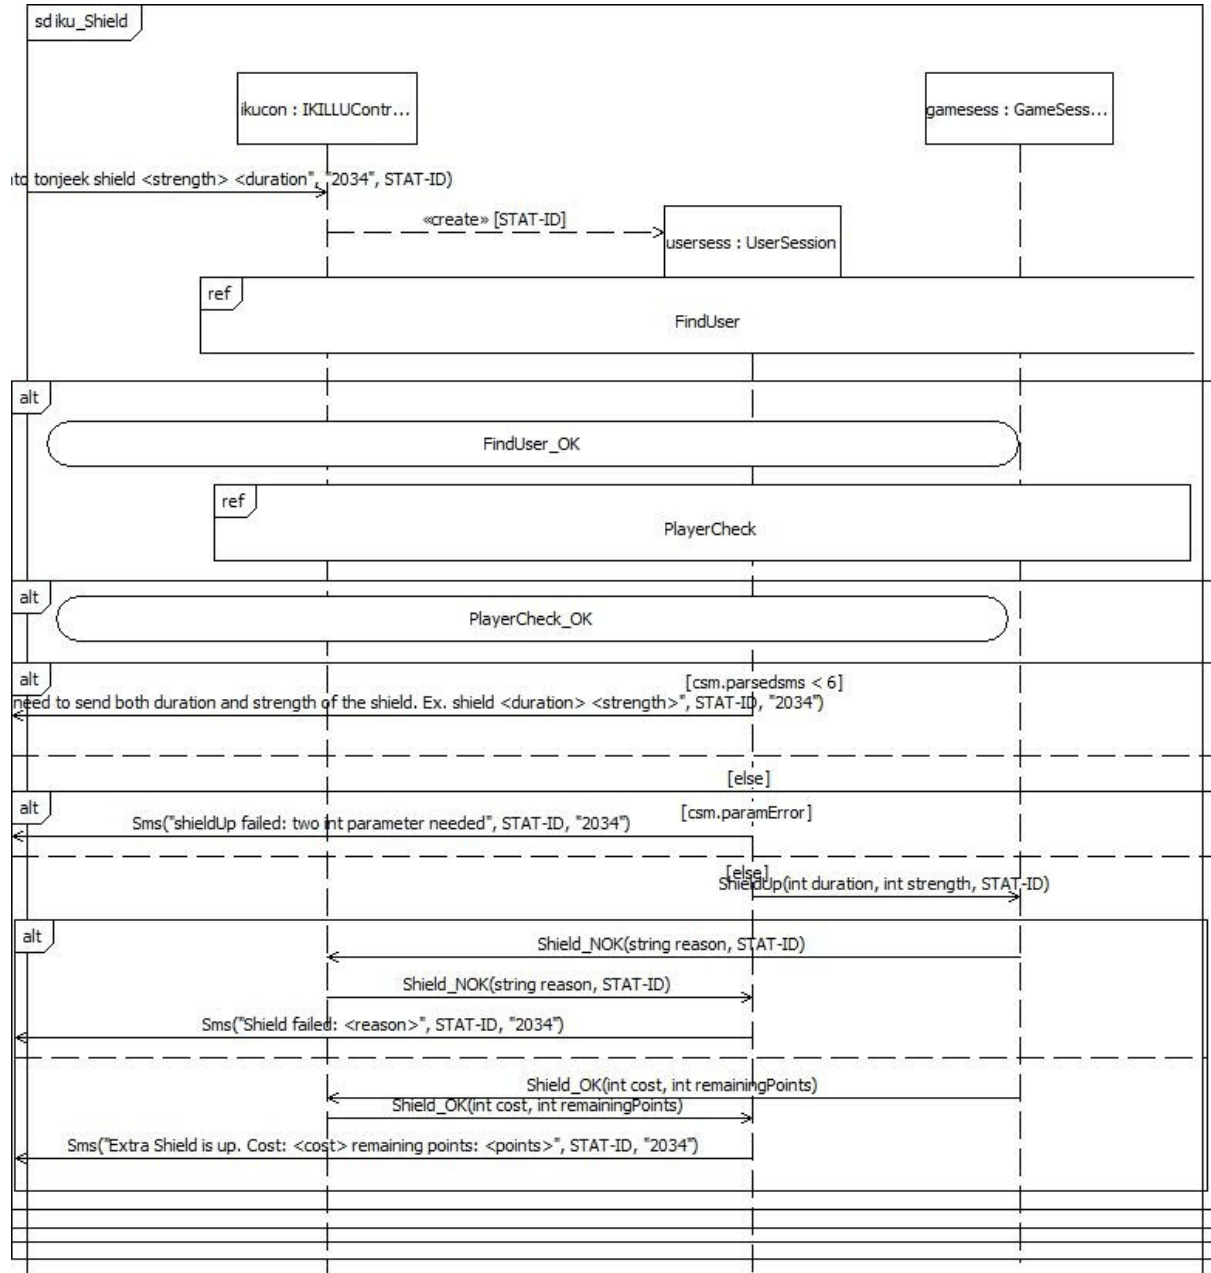 sd iku_Shield
ikucon : IKILLUContr...
gamesess : GameSess...
tonjeek shield <strength> <duration", "2034", STAT-ID)
«create» [STAT-ID]
usersess : UserSession
ref
FindUser
alt
FindUser_OK
ref
PlayerCheck
alt
PlayerCheck_OK
alt
[csm.parsedsms < 6]
need to send both duration and strength of the shield. Ex. shield <duration> <strength>", STAT-ID, "2034")
[else]
alt
[csm.paramError]
Sms("shieldUp failed: two int parameter needed", STAT-ID, "2034")
[else]
ShieldUp(int duration, int strength, STAT-ID)
alt
Shield_NOK(string reason, STAT-ID)
Shield_NOK(string reason, STAT-ID)
Sms("Shield failed: <reason>", STAT-ID, "2034")
Shield_OK(int cost, int remainingPoints)
Shield_OK(int cost, int remainingPoints)
Sms("Extra Shield is up. Cost: <cost> remaining points: <points>", STAT-ID, "2034")